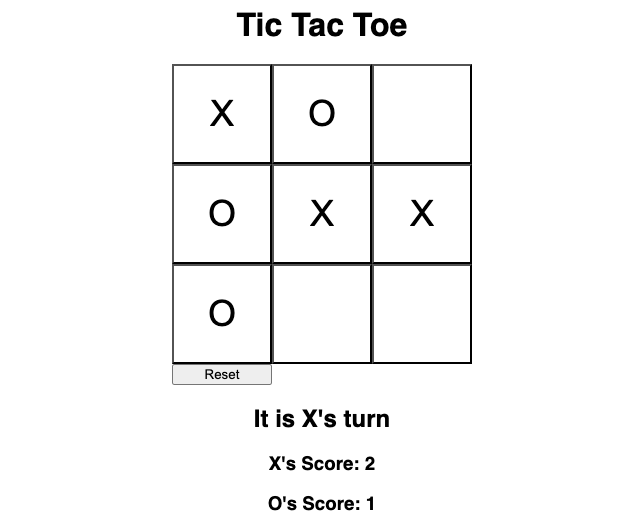 Tic Tac Toe
X O
O X X
O
Reset
It is X's turn
X's Score: 2
O's Score: 1